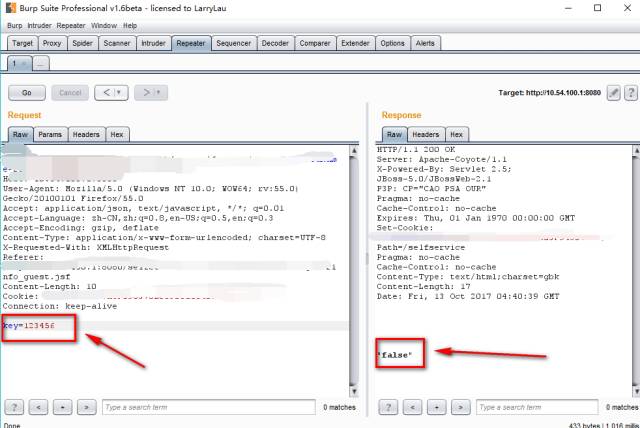 Burp Suite Professional v1.6beta - licensed to LarryLau
Burp Intruder Repeater Window Help
Target Proxy Spider Scanner Intruder Repeater Sequencer Decoder Comparer Extender Options Alerts
1 × ...
Go Cancel < | ▼ > | ▼ Target: http://10.54.100.1:8080 ?
Request
Raw Params Headers Hex
User-Agent: Mozilla/5.0 (Windows NT 10.0; WOW64; rv:55.0)
Gecko/20100101 Firefox/55.0
Accept: application/json, text/javascript, */*; q=0.01
Accept-Language: zh-CN,zh;q=0.8,en-US;q=0.5,en;q=0.3
Accept-Encoding: gzip, deflate
Content-Type: application/x-www-form-urlencoded; charset=UTF-8
X-Requested-With: XMLHttpRequest
Referer:
nfo_guest.jsf
Content-Length: 10
Cookie:
Connection: keep-alive
key=123456
? < + > Type a search term 0 matches
Response
Raw Headers Hex
HTTP/1.1 200 OK
Server: Apache-Coyote/1.1
X-Powered-By: Servlet 2.5;
JBoss-5.0/JBossWeb-2.1
P3P: CP="CAO PSA OUR"
Pragma: no-cache
Cache-Control: no-cache
Expires: Thu, 01 Jan 1970 00:00:00 GMT
Set-Cookie:
Path=/selfservice
Pragma: no-cache
Cache-Control: no-cache
Content-Type: text/html;charset=gbk
Content-Length: 17
Date: Fri, 13 Oct 2017 04:40:39 GMT
"false"
? < + > Type a search term 0 matches
Done 433 bytes | 1,016 millis